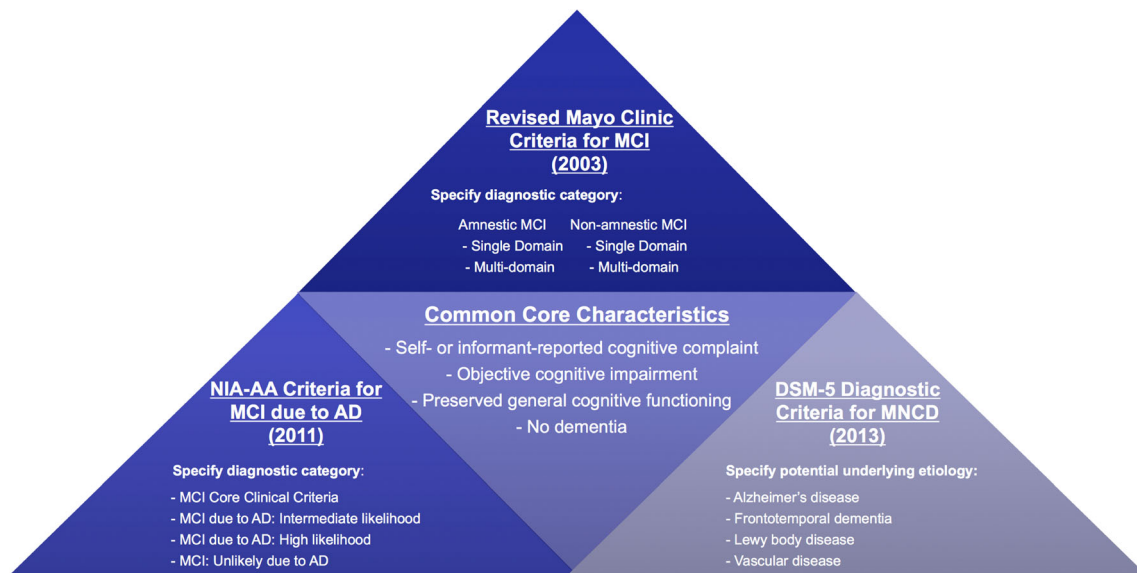 Revised Mayo Clinic
Criteria for MCI
(2003)
Specify diagnostic category:
Amnestic MCI Non-amnestic MCI
- Single Domain - Single Domain
- Multi-domain - Multi-domain
Common Core Characteristics
- Self- or informant-reported cognitive complaint
- Objective cognitive impairment
- Preserved general cognitive functioning
- No dementia
NIA-AA Criteria for
MCI due to AD
(2011)
Specify diagnostic category:
- MCI Core Clinical Criteria
- MCI due to AD: Intermediate likelihood
- MCI due to AD: High likelihood
- MCI: Unlikely due to AD
DSM-5 Diagnostic
Criteria for MNCD
(2013)
Specify potential underlying etiology:
- Alzheimer's disease
- Frontotemporal dementia
- Lewy body disease
- Vascular disease